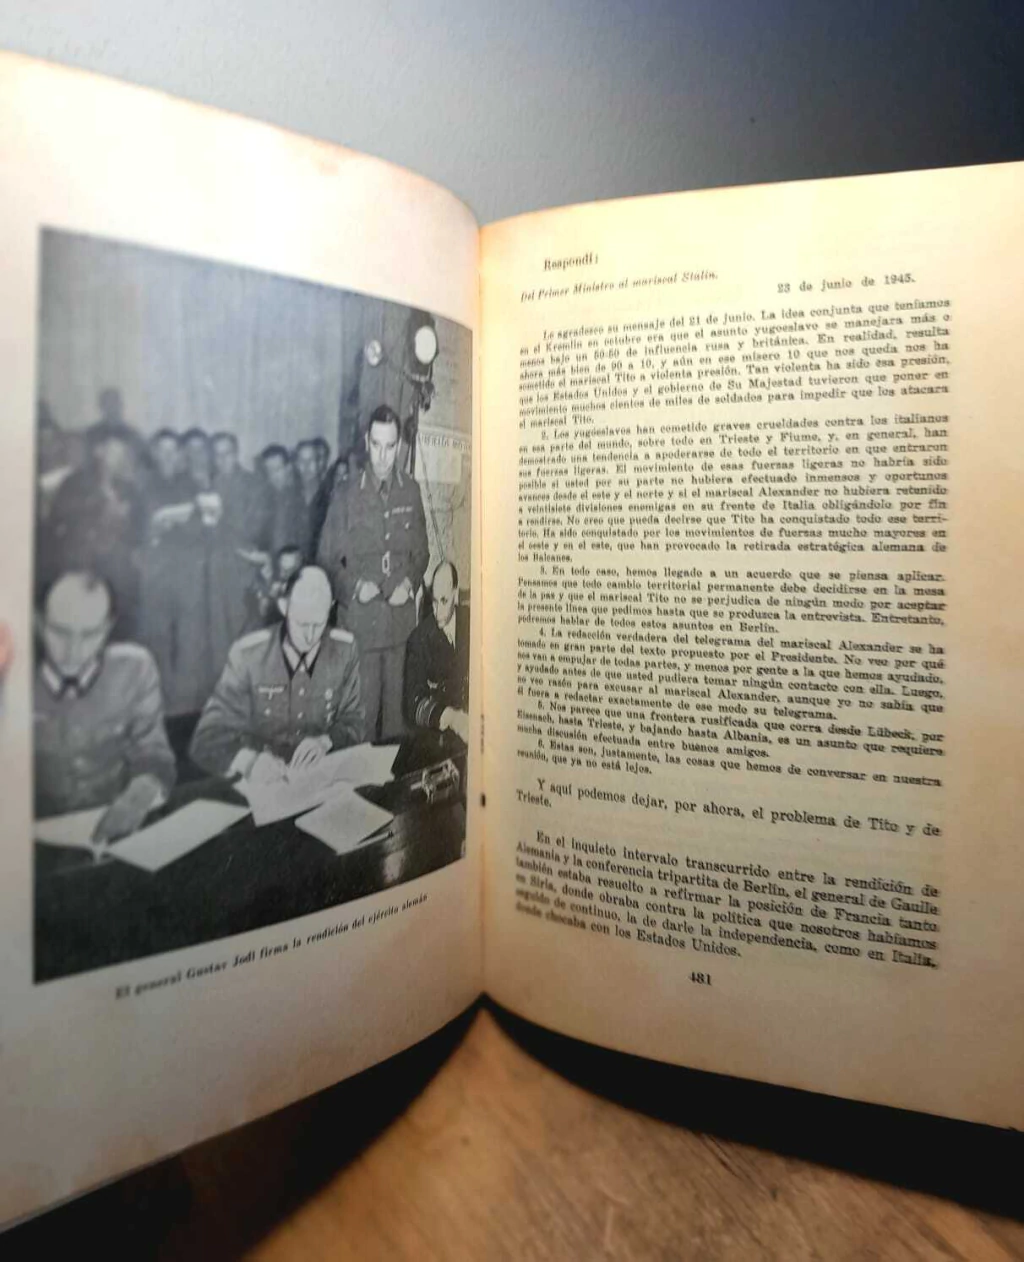 El general Gustav Jodl firma la rendición del ejército alemán
Respondí:
Del Primer Ministro al mariscal Stalin.
23 de junio de 1945.
Le agradezco su mensaje del 21 de junio. La idea conjunta que teníamos
en el Kremlin en octubre era que el asunto yugoeslavo se manejara más o
menos bajo un 50-50 de influencia rusa y británica. En realidad, resulta
ahora más bien de 90 a 10, y aún en ese mísero 10 que nos queda nos ha
sometido el mariscal Tito a violenta presión. Tan violenta ha sido esa presión,
que los Estados Unidos y el gobierno de Su Majestad tuvieron que poner en
movimiento muchos cientos de miles de soldados para impedir que los atacara
el mariscal Tito.
2. Los yugoeslavos han cometido graves crueldades contra los italianos
en esa parte del mundo, sobre todo en Trieste y Fiume, y, en general, han
demostrado una tendencia a apoderarse de todo el territorio en que entraron
sus fuerzas ligeras. El movimiento de esas fuerzas ligeras no habría sido
posible si usted por su parte no hubiera efectuado inmensos y oportunos
avances desde el este y el norte y si el mariscal Alexander no hubiera retenido
a veintisiete divisiones enemigas en su frente de Italia obligándolo por fin
a rendirse. No creo que pueda decirse que Tito ha conquistado todo ese terri-
torio. Ha sido conquistado por los movimientos de fuerzas mucho mayores en
el oeste y en el este, que han provocado la retirada estratégica alemana de
los Balcanes.
3. En todo caso, hemos llegado a un acuerdo que se piensa aplicar.
Pensamos que todo cambio territorial permanente debe decidirse en la mesa
de la paz y que el mariscal Tito no se perjudica de ningún modo por aceptar
la presente línea que pedimos hasta que se produzca la entrevista. Entretanto,
podremos hablar de todos estos asuntos en Berlín.
4. La redacción verdadera del telegrama del mariscal Alexander se ha
tomado en gran parte del texto propuesto por el Presidente. No veo por qué
nos van a empujar de todas partes, y menos por gente a la que hemos ayudado,
y ayudado antes de que usted pudiera tomar ningún contacto con ella. Luego,
no veo razón para excusar al mariscal Alexander, aunque yo no sabía que
él fuera a redactar exactamente de ese modo su telegrama.
5. Nos parece que una frontera rusificada que corra desde Lübeck, por
Eisenach, hasta Trieste, y bajando hasta Albania, es un asunto que requiere
mucha discusión efectuada entre buenos amigos.
6. Estas son, justamente, las cosas que hemos de conversar en nuestra
reunión, que ya no está lejos.
Y aquí podemos dejar, por ahora, el problema de Tito y de
Trieste.
En el inquieto intervalo transcurrido entre la rendición de
Alemania y la conferencia tripartita de Berlín, el general de Gaulle
también estaba resuelto a refirmar la posición de Francia tanto
en Siria, donde obraba contra la política que nosotros habíamos
seguido de continuo, la de darle la independencia, como en Italia,
donde chocaba con los Estados Unidos.
481